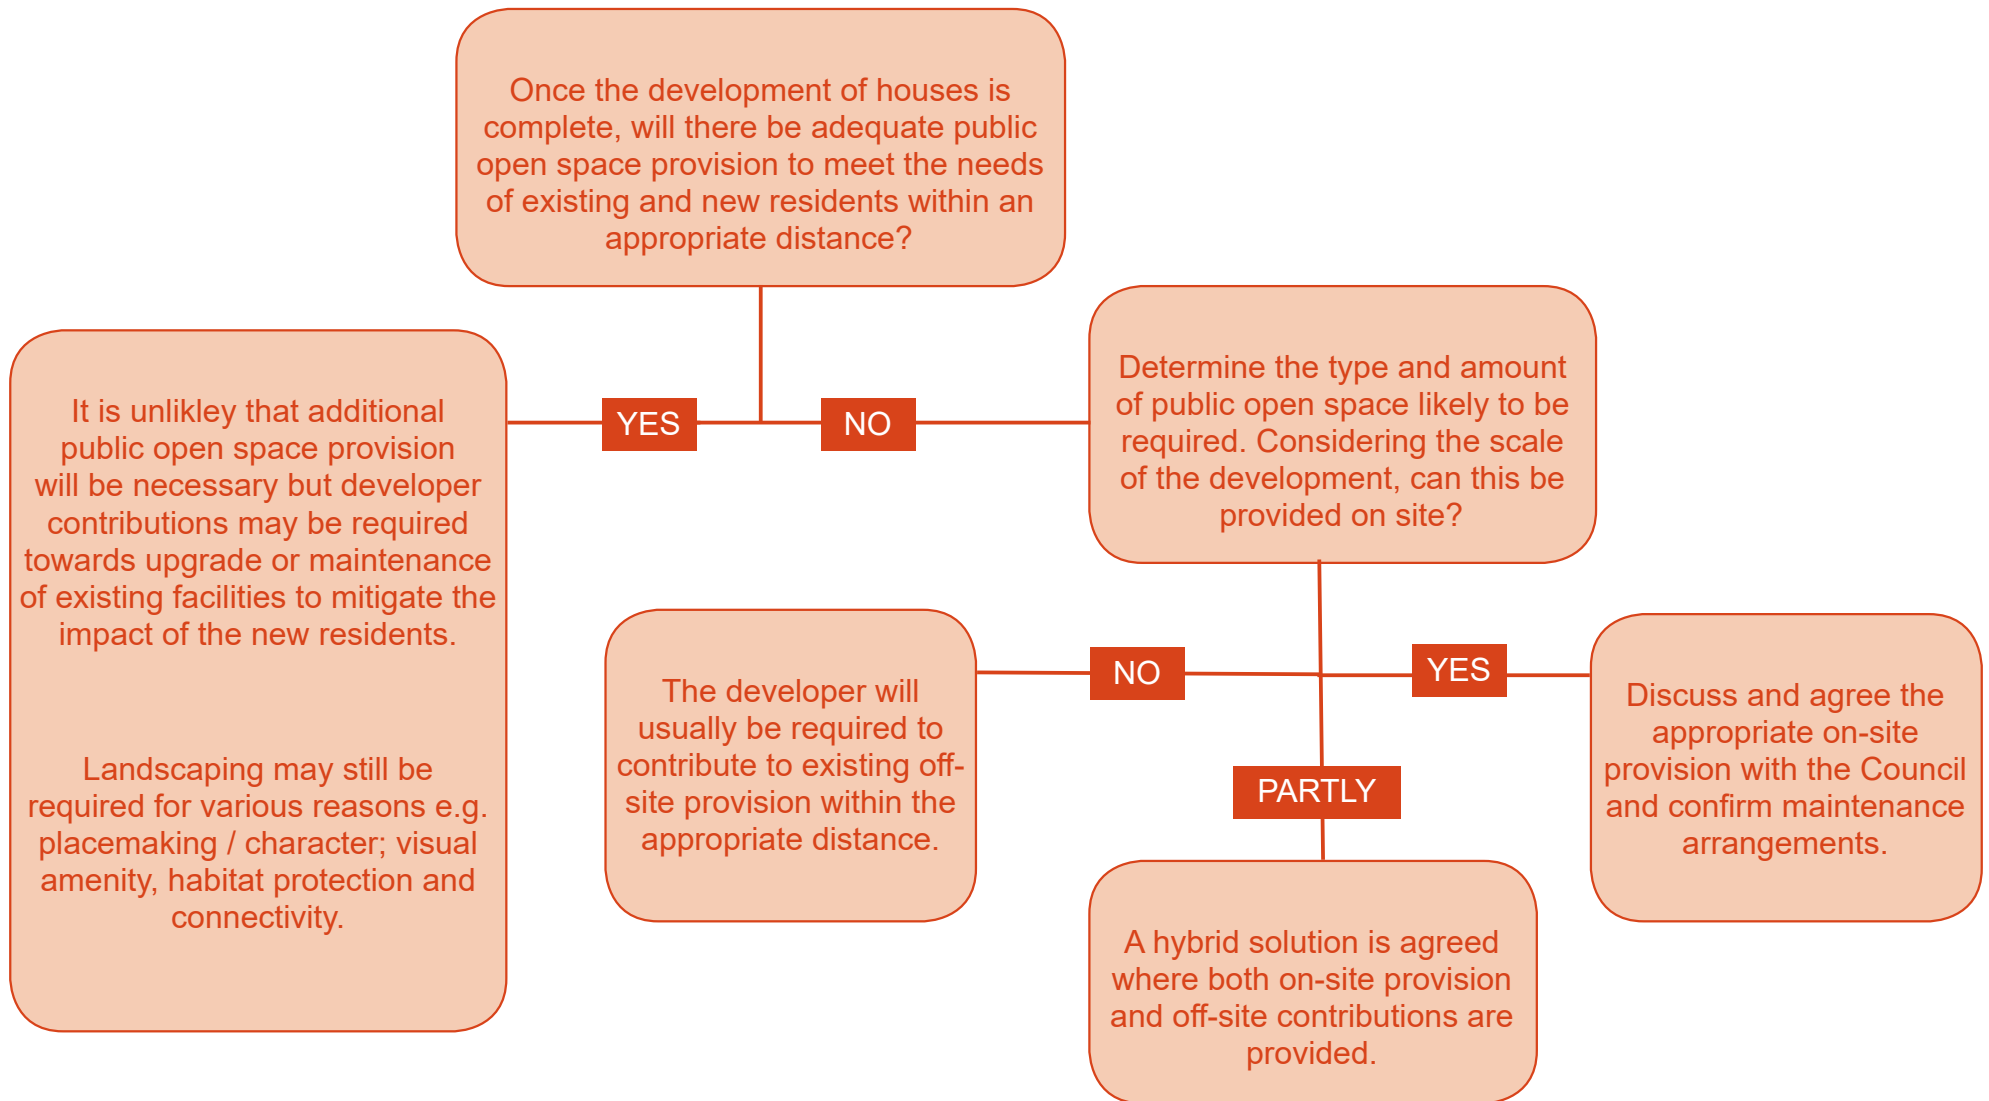 Once the development of houses is
complete, will there be adequate public
open space provision to meet the needs
of existing and new residents within an
appropriate distance?
YES
NO
It is unlikley that additional
public open space provision
will be necessary but developer
contributions may be required
towards upgrade or maintenance
of existing facilities to mitigate the
impact of the new residents.
Landscaping may still be
required for various reasons e.g.
placemaking / character; visual
amenity, habitat protection and
connectivity.
Determine the type and amount
of public open space likely to be
required. Considering the scale
of the development, can this be
provided on site?
NO
YES
PARTLY
The developer will
usually be required to
contribute to existing off-
site provision within the
appropriate distance.
Discuss and agree the
appropriate on-site
provision with the Council
and confirm maintenance
arrangements.
A hybrid solution is agreed
where both on-site provision
and off-site contributions are
provided.